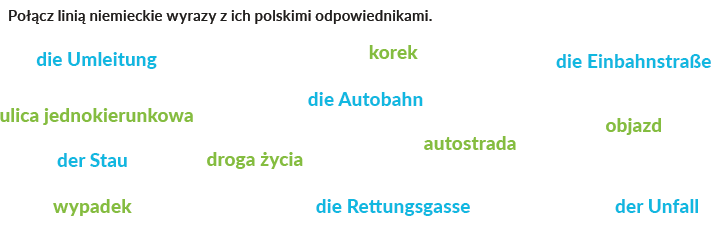 Połącz linią niemieckie wyrazy z ich polskimi odpowiednikami.
korek
die Umleitung
die Einbahnstraße
die Autobahn
ulica jednokierunkowa
objazd
autostrada
der Stau
droga życia
wypadek
die Rettungsgasse
der Unfall